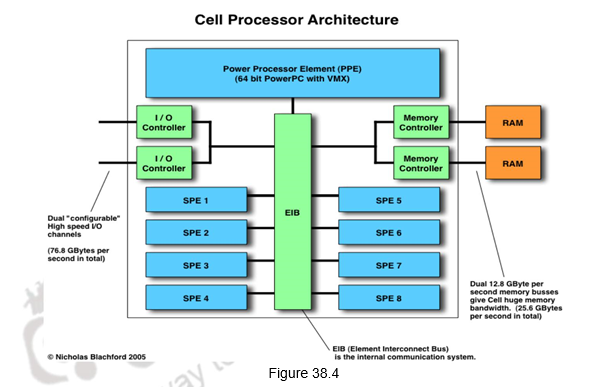 Cell Processor Architecture
Power Processor Element (PPE)
(64 bit PowerPC with VMX)
I / O
Controller
I / O
Controller
Memory
Controller
Memory
Controller
RAM
RAM
EIB
SPE 1
SPE 2
SPE 3
SPE 4
SPE 5
SPE 6
SPE 7
SPE 8
Dual "configurable"
High speed I/O
channels
(76.8 GBytes per
second in total)
Dual 12.8 GByte per
second memory busses
give Cell huge memory
bandwidth. (25.6 GBytes
per second in total)
EIB (Element Interconnect Bus)
is the internal communication system.
© Nicholas Blachford 2005
way to
Figure 38.4